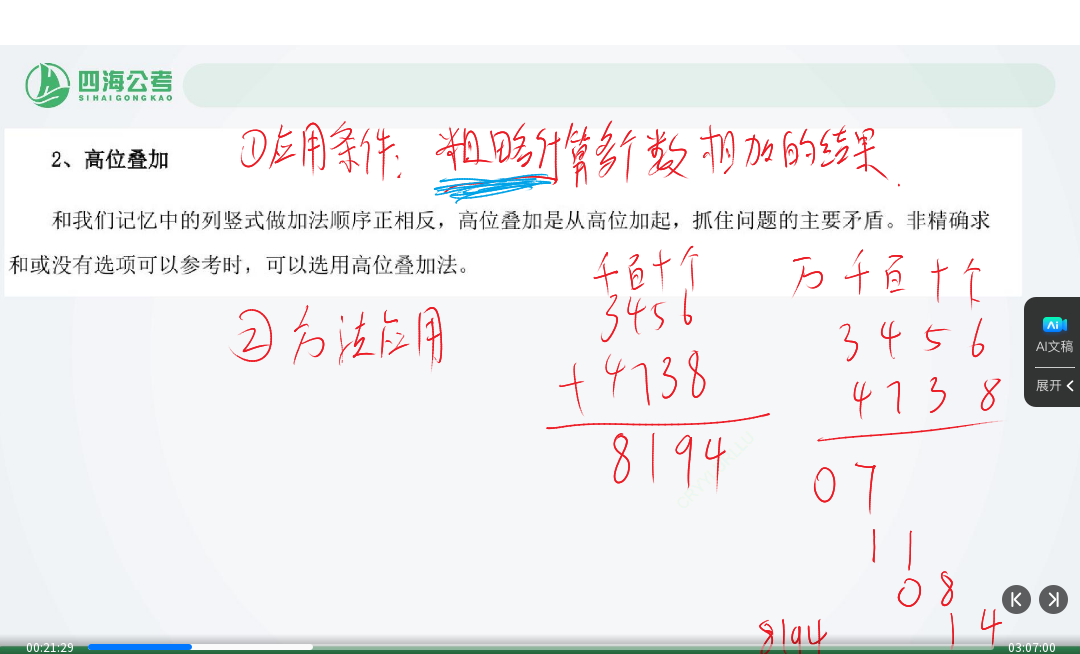 四海公考
SIHAIGONGKAO
①应用条件：粗略计算多个数相加的结果.
2、高位叠加
和我们记忆中的列竖式做加法顺序正相反，高位叠加是从高位加起，抓住问题的主要矛盾。非精确求
和或没有选项可以参考时，可以选用高位叠加法。
②方法应用
千百十个
3456
+4738
8194
万千百十个
3456
4738
07
11
08
14
8194
AI文稿
展开
00:21:29
03:07:00